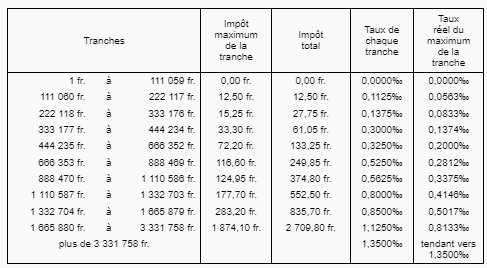 Tranches Impôt maximum de la tranche Impôt total Taux de chaque tranche Taux réel du maximum de la tranche
1 fr. à 111 059 fr. 0,00 fr. 0,00 fr. 0,0000‰ 0,0000‰
111 060 fr. à 222 117 fr. 12,50 fr. 12,50 fr. 0,1125‰ 0,0563‰
222 118 fr. à 333 176 fr. 15,25 fr. 27,75 fr. 0,1375‰ 0,0833‰
333 177 fr. à 444 234 fr. 33,30 fr. 61,05 fr. 0,3000‰ 0,1374‰
444 235 fr. à 666 352 fr. 72,20 fr. 133,25 fr. 0,3250‰ 0,2000‰
666 353 fr. à 888 469 fr. 116,60 fr. 249,85 fr. 0,5250‰ 0,2812‰
888 470 fr. à 1 110 586 fr. 124,95 fr. 374,80 fr. 0,5625‰ 0,3375‰
1 110 587 fr. à 1 332 703 fr. 177,70 fr. 552,50 fr. 0,8000‰ 0,4146‰
1 332 704 fr. à 1 665 879 fr. 283,20 fr. 835,70 fr. 0,8500‰ 0,5017‰
1 665 880 fr. à 3 331 758 fr. 1 874,10 fr. 2 709,80 fr. 1,1250‰ 0,8133‰
plus de 3 331 758 fr. 1,3500‰ tendant vers 1,3500‰